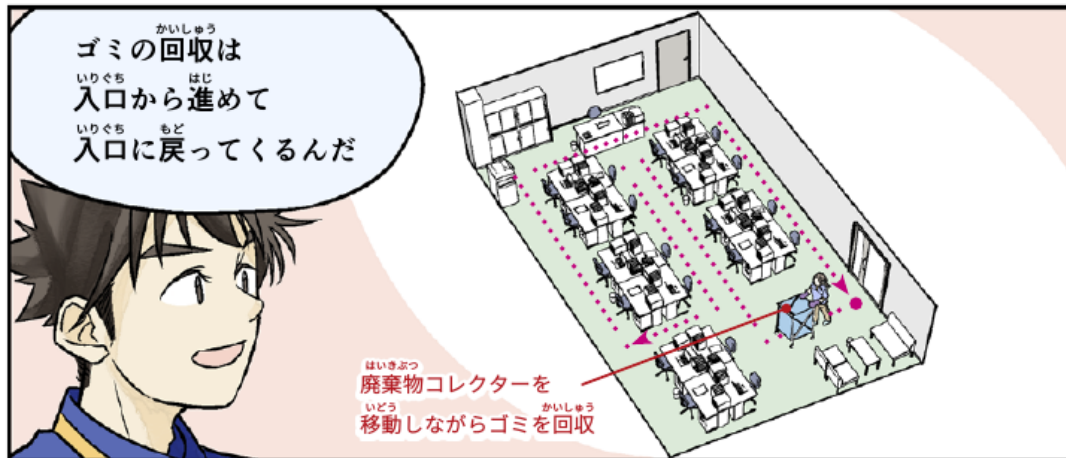 ゴミの回収は
入口から進めて
入口に戻ってくるんだ
廃棄物コレクターを
移動しながらゴミを回収